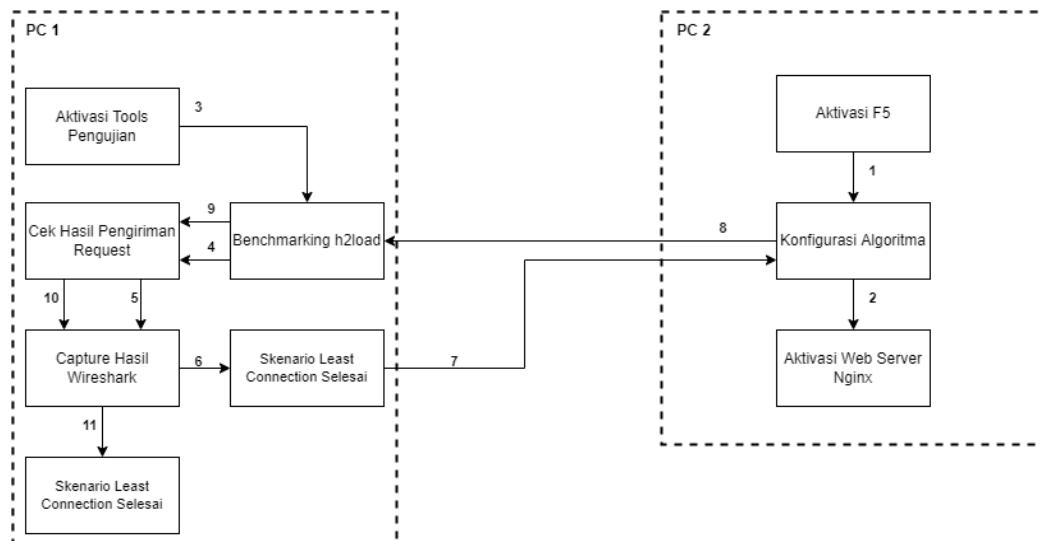 PC 1
Aktivasi Tools
Pengujian
3
Cek Hasil Pengiriman
Request
9
4
Benchmarking h2load
10
5
Capture Hasil
Wireshark
6
Skenario Least
Connection Selesai
11
Skenario Least
Connection Selesai
8
7
PC 2
Aktivasi F5
1
Konfigurasi Algoritma
2
Aktivasi Web Server
Nginx